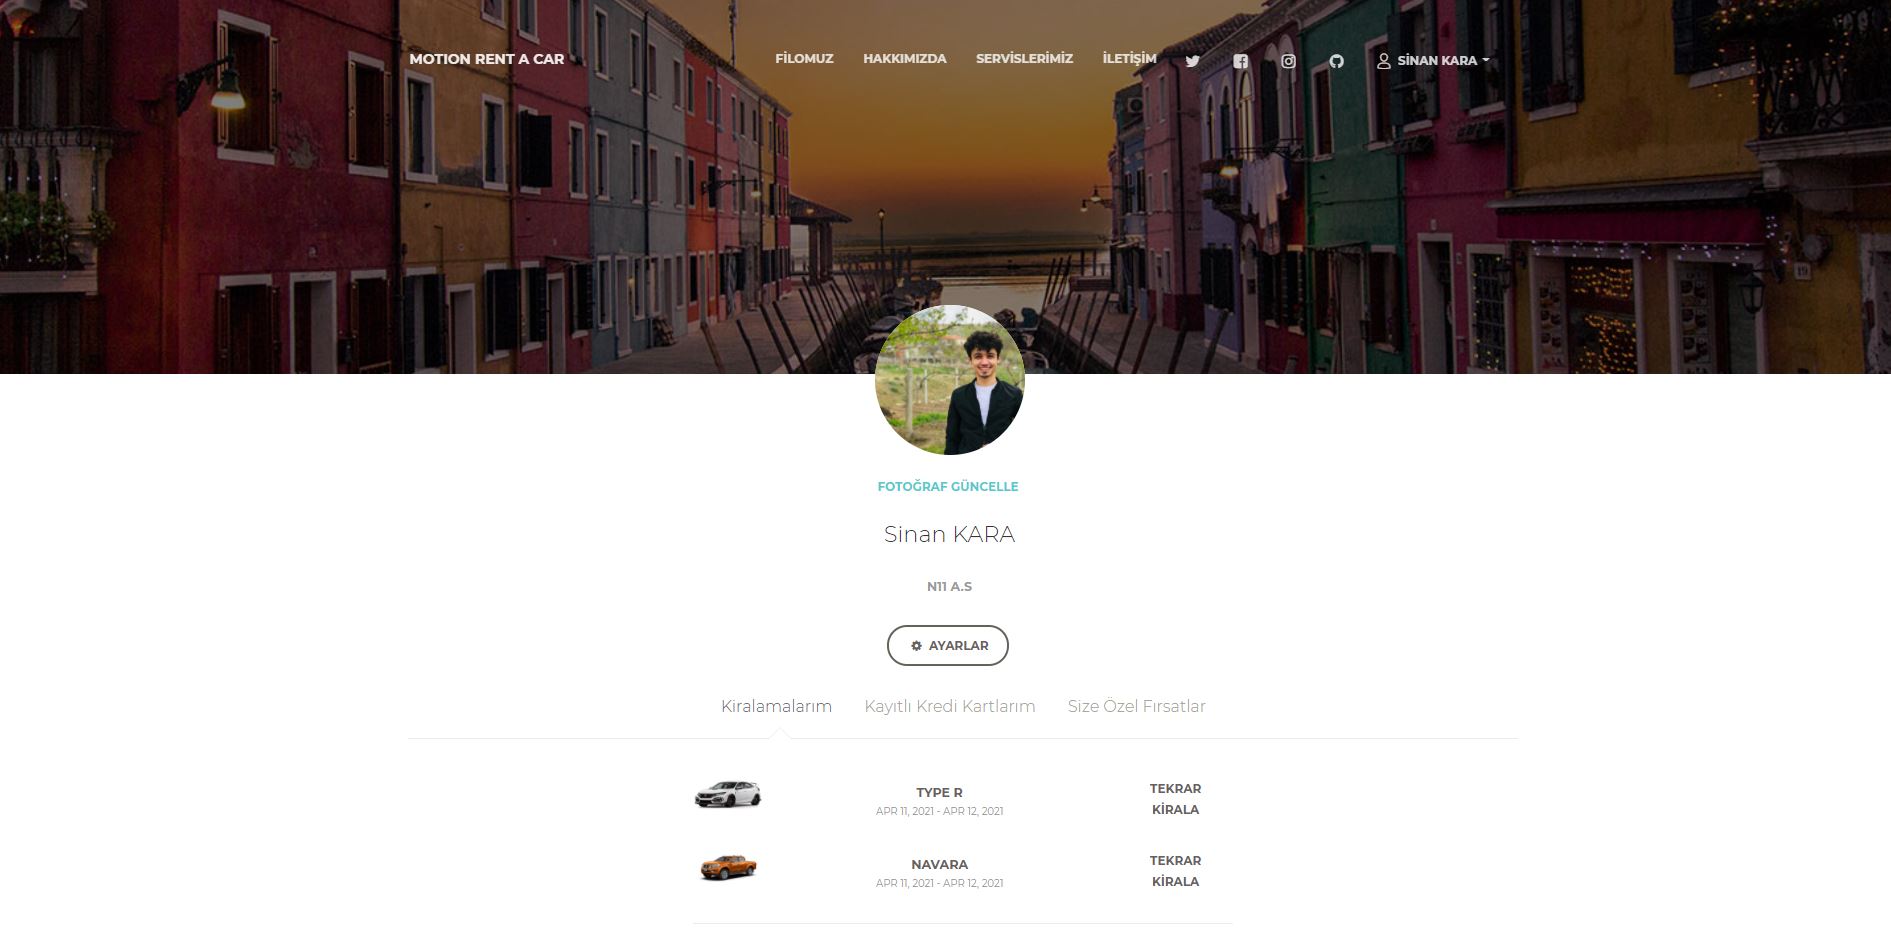 MOTION RENT A CAR
FİLOMUZ HAKKIMIZDA SERVİSLERİMİZ İLETİŞİM SİNAN KARA
FOTOĞRAF GÜNCELLE
Sinan KARA
N11 A.S
AYARLAR
Kiralamalarım Kayıtlı Kredi Kartlarım Size Özel Fırsatlar
TYPE R
APR 11, 2021 - APR 12, 2021
TEKRAR
KİRALA
NAVARA
APR 11, 2021 - APR 12, 2021
TEKRAR
KİRALA